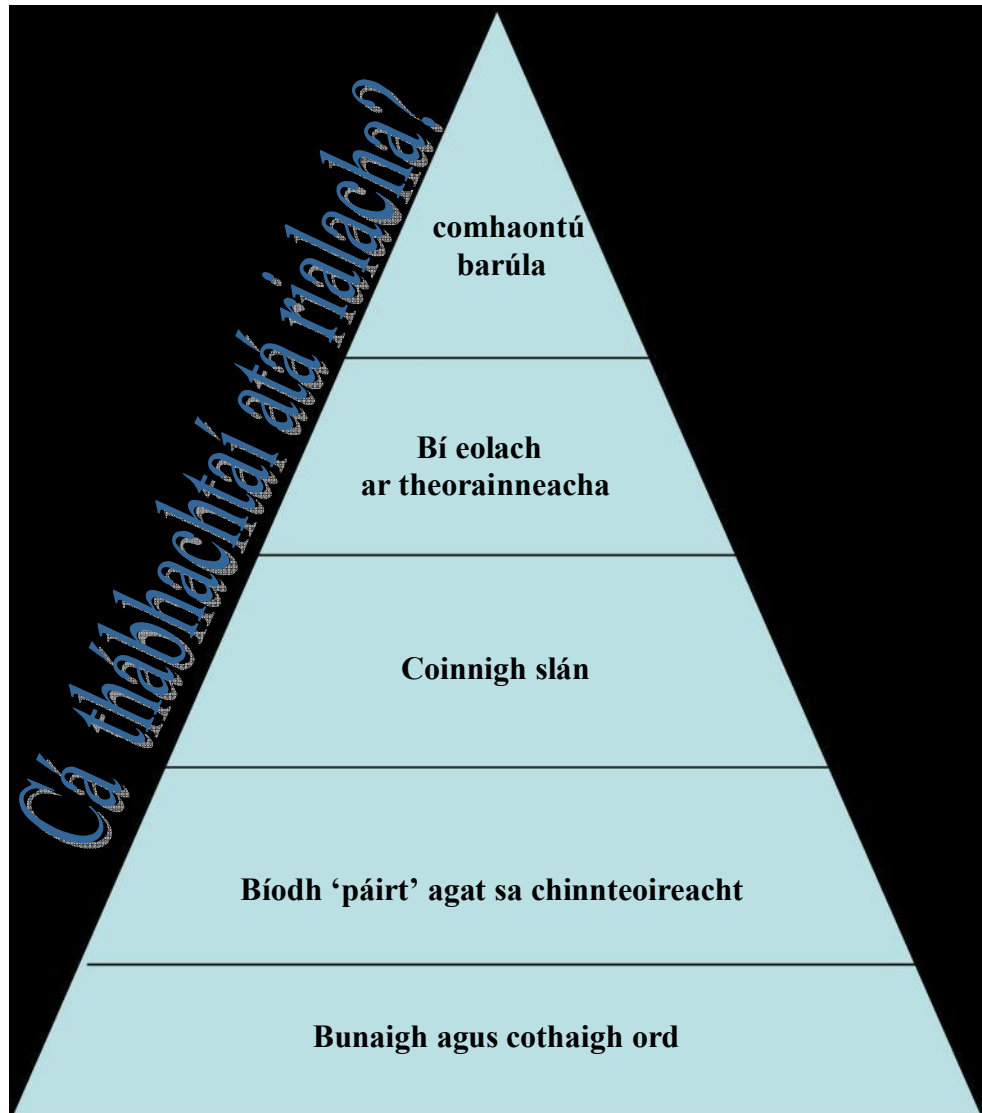 Cá thábhachtaí atá rialacha?
comhaontú
barúla
Bí eolach
ar theorainneacha
Coinnigh slán
Bíodh ‘páirt’ agat sa chinnteoireacht
Bunaigh agus cothaigh ord